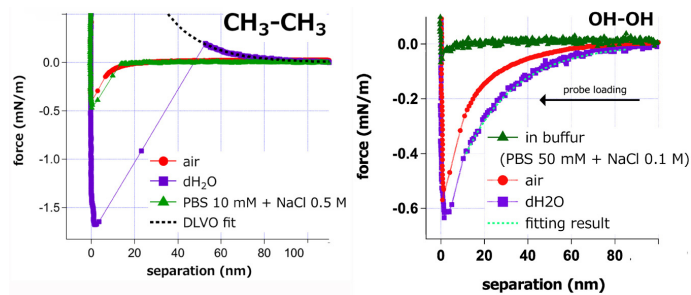 CH₃-CH₃
0.0
-0.5
-1.0
-1.5
force (mN/m)
air
dH₂O
PBS 10 mM + NaCl 0.5 M
DLVO fit
0
20
40
60
80
100
separation (nm)
OH-OH
0.0
-0.2
-0.4
-0.6
force (mN/m)
probe loading
in buffur
(PBS 50 mM + NaCl 0.1 M)
air
dH2O
fitting result
0
20
40
60
80
separation (nm)